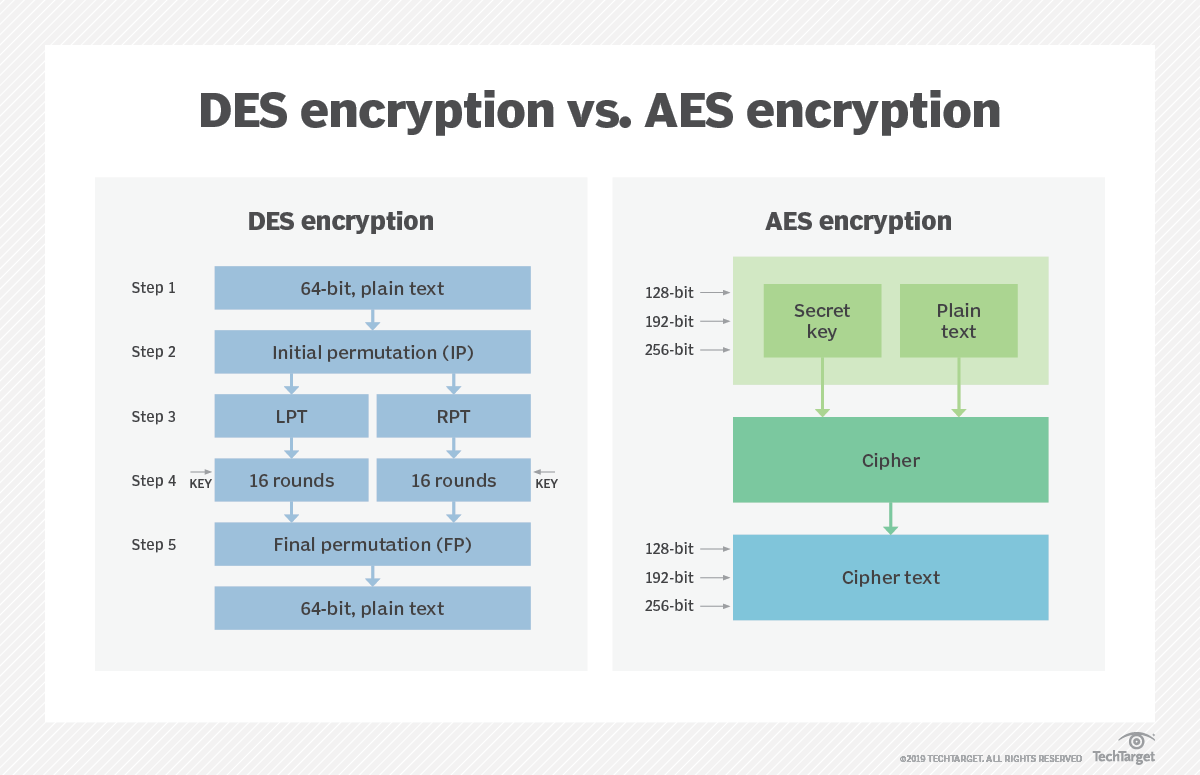 DES encryption vs. AES encryption
DES encryption
Step 1
64-bit, plain text
Step 2
Initial permutation (IP)
Step 3
LPT
RPT
Step 4
KEY
16 rounds
16 rounds
KEY
Step 5
Final permutation (FP)
64-bit, plain text
AES encryption
128-bit
192-bit
256-bit
Secret
key
Plain
text
Cipher
128-bit
192-bit
256-bit
Cipher text
©2019 TECHTARGET. ALL RIGHTS RESERVED
TechTarget